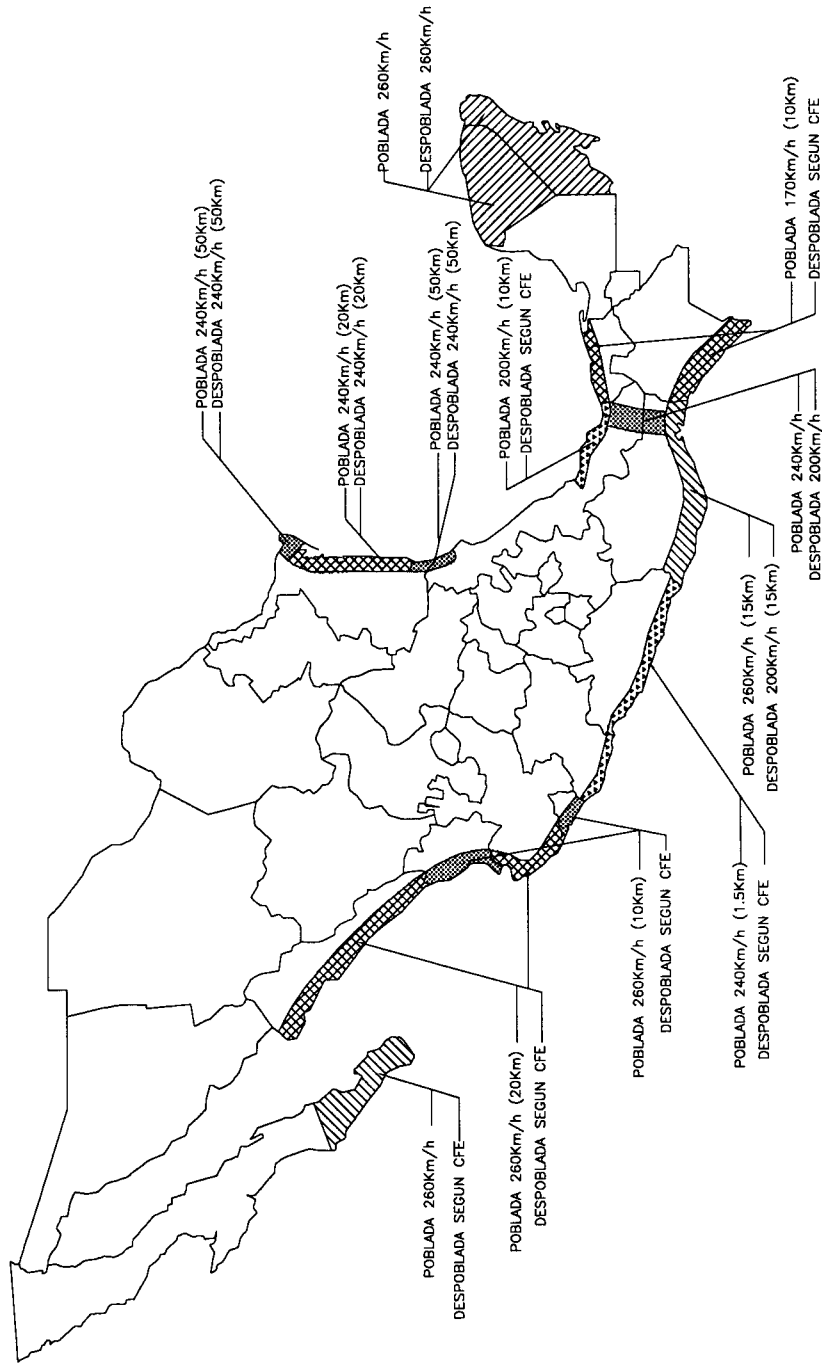 POBLADA 240Km/h (50Km)
DESPOBLADA 240Km/h (50Km)
POBLADA 240Km/h (20Km)
DESPOBLADA 240Km/h (20Km)
POBLADA 240Km/h (50Km)
DESPOBLADA 240Km/h (50Km)
POBLADA 200Km/h (10Km)
DESPOBLADA SEGUN CFE
POBLADA 260Km/h
DESPOBLADA 260Km/h
POBLADA 260Km/h
DESPOBLADA SEGUN CFE
POBLADA 260Km/h (20Km)
DESPOBLADA SEGUN CFE
POBLADA 260Km/h (10Km)
DESPOBLADA SEGUN CFE
POBLADA 240Km/h (1.5Km)
DESPOBLADA SEGUN CFE
POBLADA 260Km/h (15Km)
DESPOBLADA 200Km/h (15Km)
POBLADA 240Km/h
DESPOBLADA 200Km/h
POBLADA 170Km/h (10Km)
DESPOBLADA SEGUN CFE